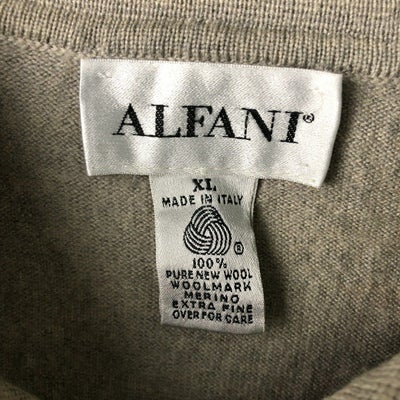 ALFANI®
XL
MADE IN ITALY
®
100%
PURE NEW WOOL
WOOLMARK
MERINO
EXTRA FINE
OVER FOR CARE